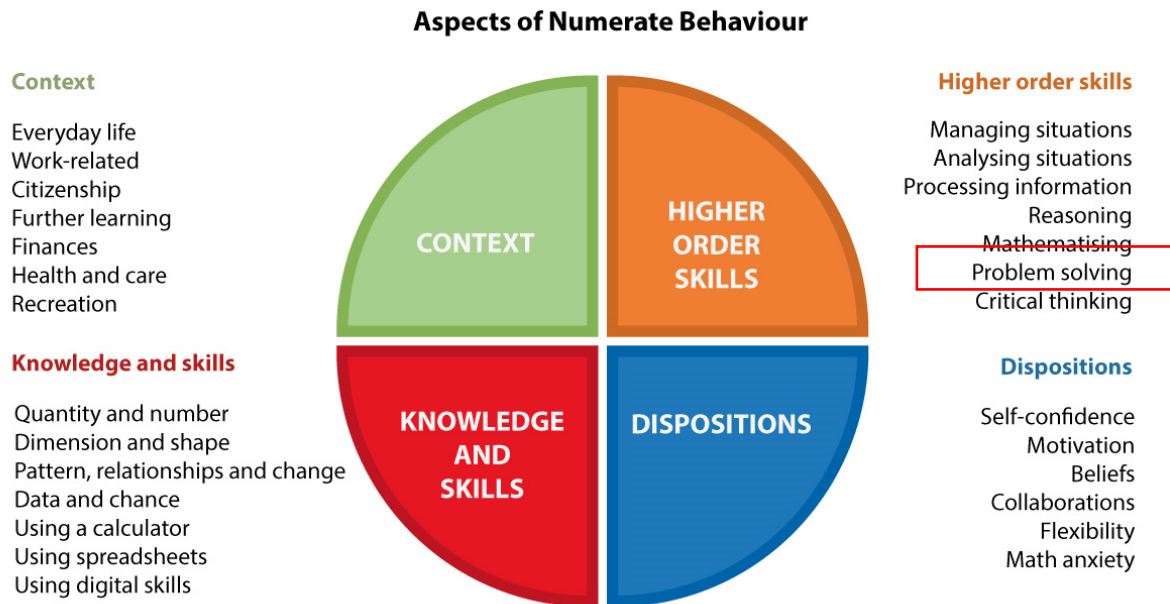 Aspects of Numerate Behaviour
Context
Everyday life
Work-related
Citizenship
Further learning
Finances
Health and care
Recreation
Higher order skills
Managing situations
Analysing situations
Processing information
Reasoning
Mathematising
Problem solving
Critical thinking
CONTEXT
HIGHER
ORDER
SKILLS
Knowledge and skills
Quantity and number
Dimension and shape
Pattern, relationships and change
Data and chance
Using a calculator
Using spreadsheets
Using digital skills
KNOWLEDGE
AND
SKILLS
DISPOSITIONS
Dispositions
Self-confidence
Motivation
Beliefs
Collaborations
Flexibility
Math anxiety